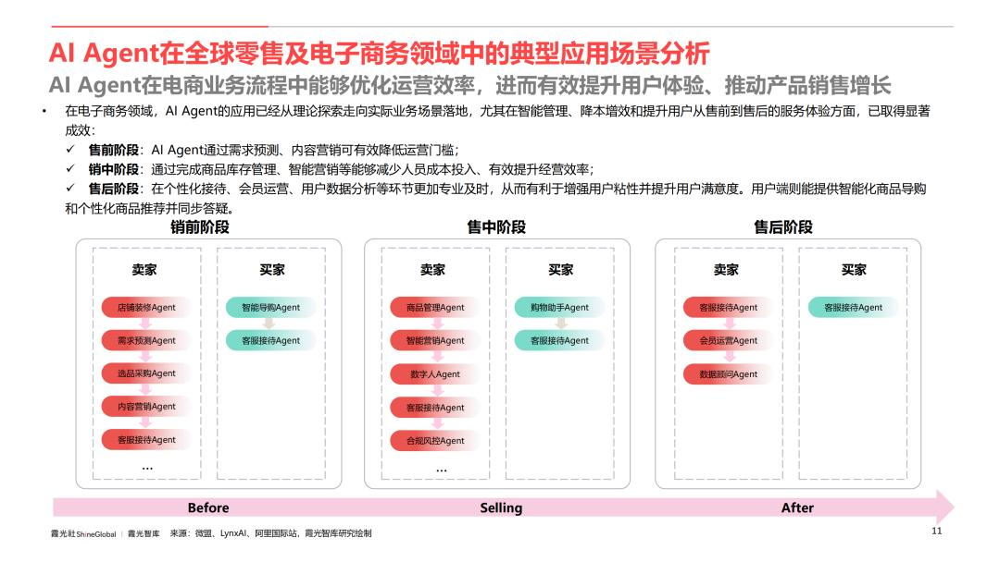 AI Agent在全球零售及电子商务领域中的典型应用场景分析
AI Agent在电商业务流程中能够优化运营效率，进而有效提升用户体验、推动产品销售增长
• 在电子商务领域，AI Agent的应用已经从理论探索走向实际业务场景落地，尤其在智能管理、降本增效和提升用户从售前到售后的服务体验方面，已取得显著
成效：
✓ 售前阶段：AI Agent通过需求预测、内容营销可有效降低运营门槛；
✓ 销中阶段：通过完成商品库存管理、智能营销等能够减少人员成本投入、有效提升经营效率；
✓ 售后阶段：在个性化接待、会员运营、用户数据分析等环节更加专业及时，从而有利于增强用户粘性并提升用户满意度。用户端则能提供智能化商品导购
和个性化商品推荐并同步答疑。
销前阶段
卖家
店铺装修Agent
需求预测Agent
选品采购Agent
内容营销Agent
客服接待Agent
...
买家
智能导购Agent
客服接待Agent
售中阶段
卖家
商品管理Agent
智能营销Agent
数字人Agent
客服接待Agent
合规风控Agent
...
买家
购物助手Agent
客服接待Agent
售后阶段
卖家
客服接待Agent
会员运营Agent
数据顾问Agent
买家
客服接待Agent
Before
Selling
After
霞光社ShineGlobal | 霞光智库 来源：微盟、LynxAI、阿里国际站，霞光智库研究绘制
11